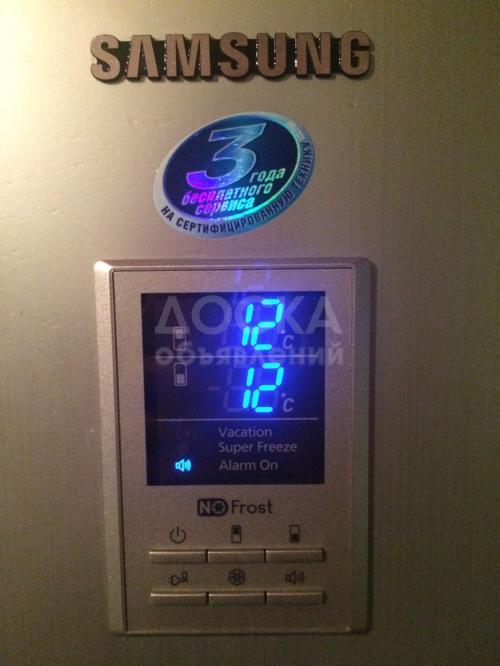 SAMSUNG
3 года
бесплатного
сервиса
НА СЕРТИФИЦИРОВАННУЮ ТЕХНИКУ
ДОСКА
объявлений
12 °C
12 °C
Vacation
Super Freeze
Alarm On
NO Frost